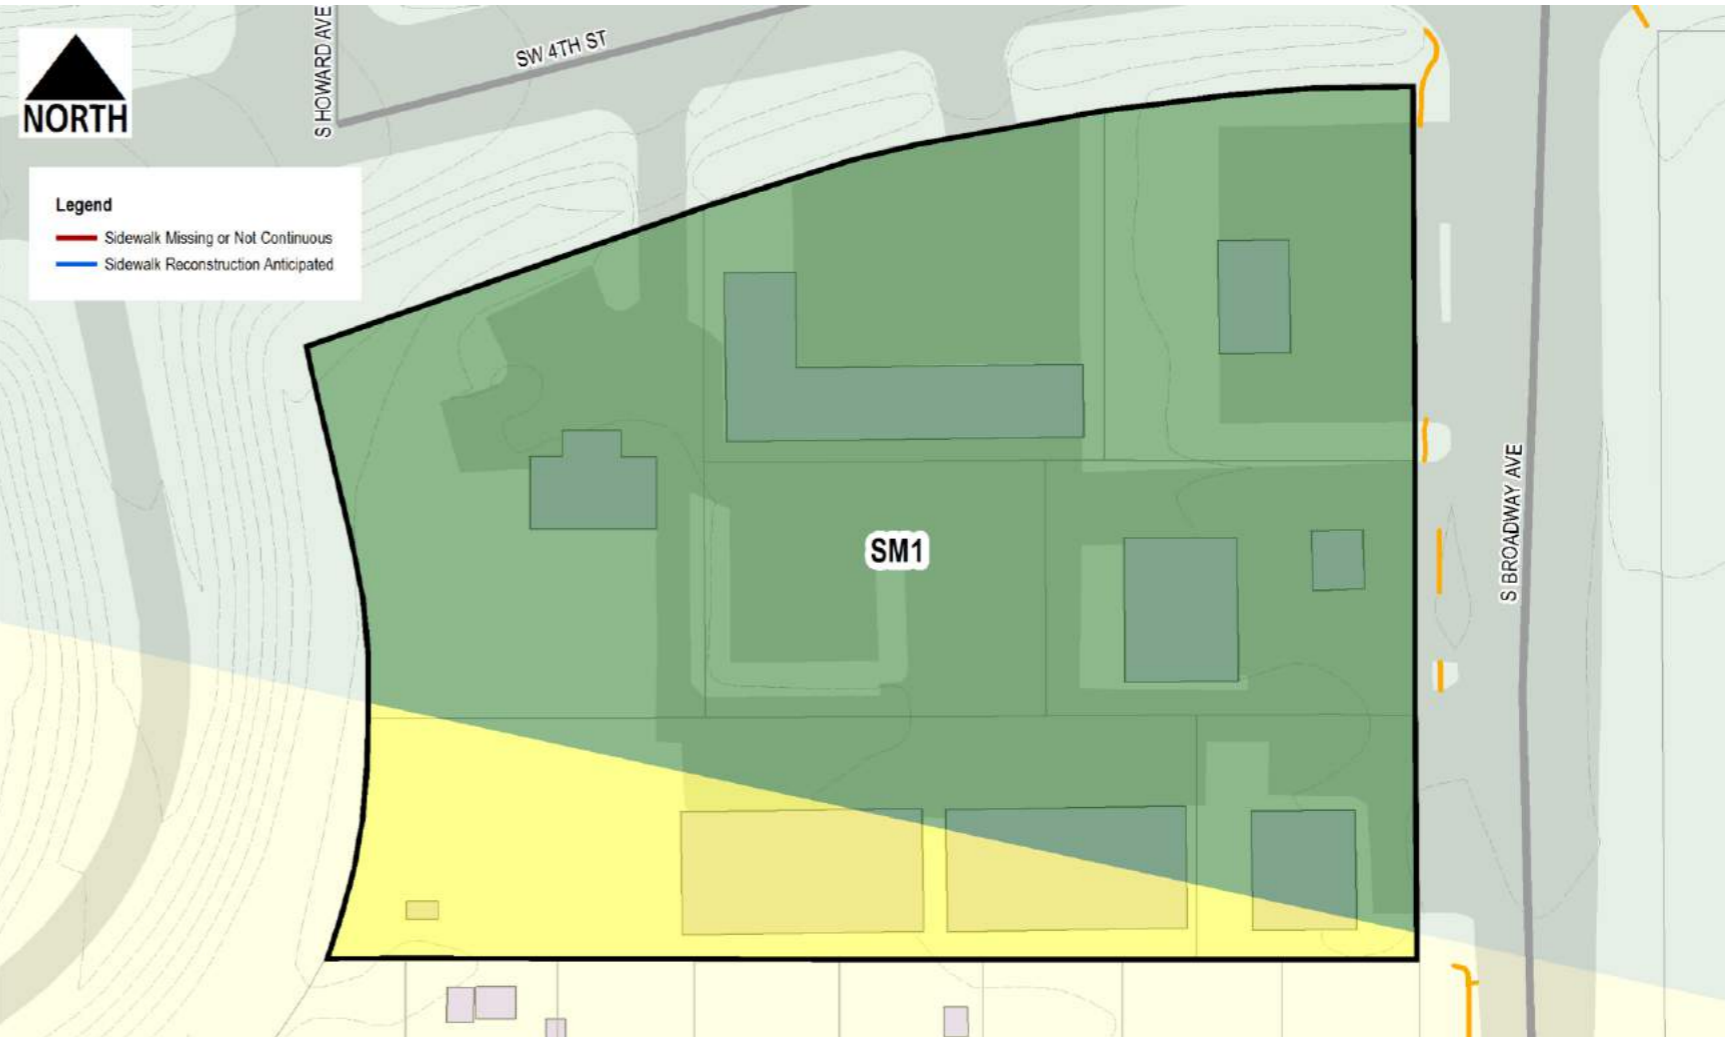 S HOWARD AVE
SW 4TH ST
NORTH
Legend
Sidewalk Missing or Not Continuous
Sidewalk Reconstruction Anticipated
S BROADWAY AVE
SM1